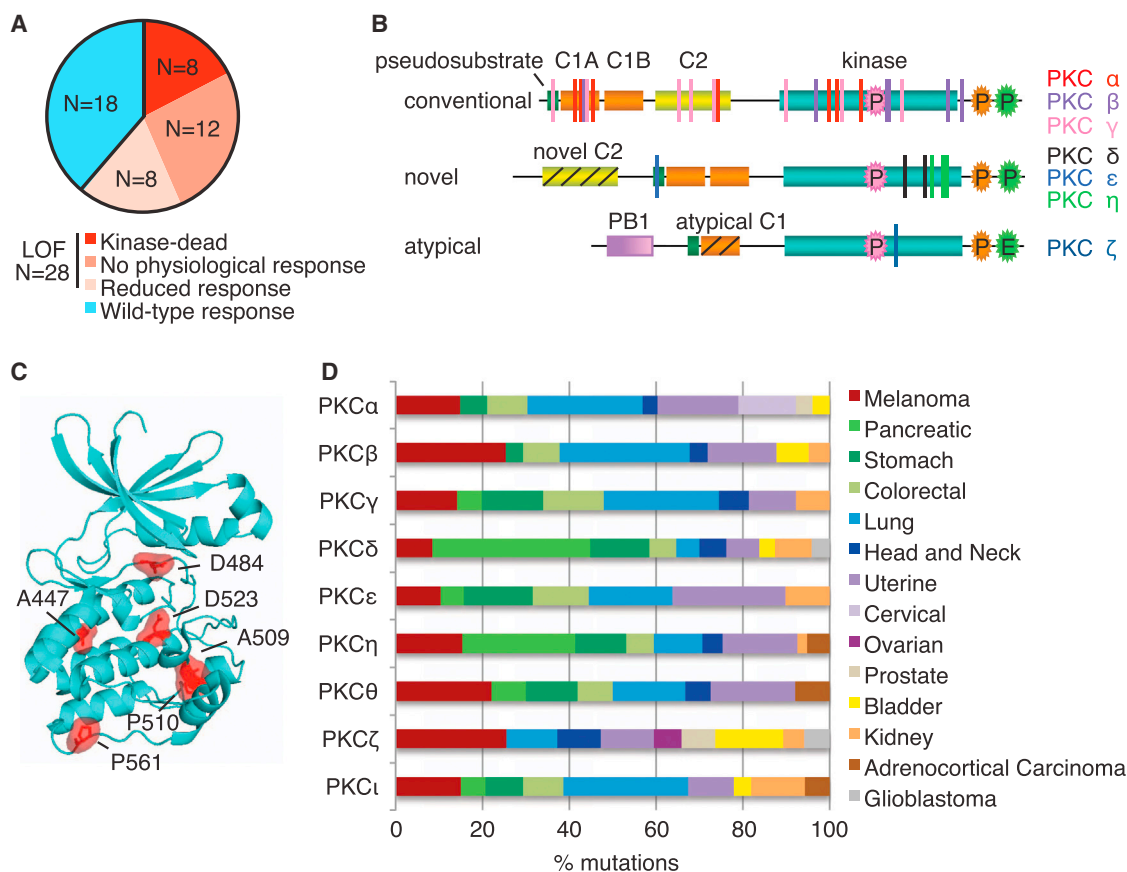 A
N=8
N=18
N=12
N=8
LOF
N=28
Kinase-dead
No physiological response
Reduced response
Wild-type response
B
pseudosubstrate C1A C1B C2 kinase
conventional
P P P
PKC α
PKC β
PKC γ
novel C2
novel
P P P
PKC δ
PKC ε
PKC η
PB1 atypical C1
atypical
P P E
PKC ζ
C
D484
A447
D523
A509
P510
P561
D
PKCα
PKCβ
PKCγ
PKCδ
PKCε
PKCη
PKCθ
PKCζ
PKCι
0 20 40 60 80 100
% mutations
Melanoma
Pancreatic
Stomach
Colorectal
Lung
Head and Neck
Uterine
Cervical
Ovarian
Prostate
Bladder
Kidney
Adrenocortical Carcinoma
Glioblastoma